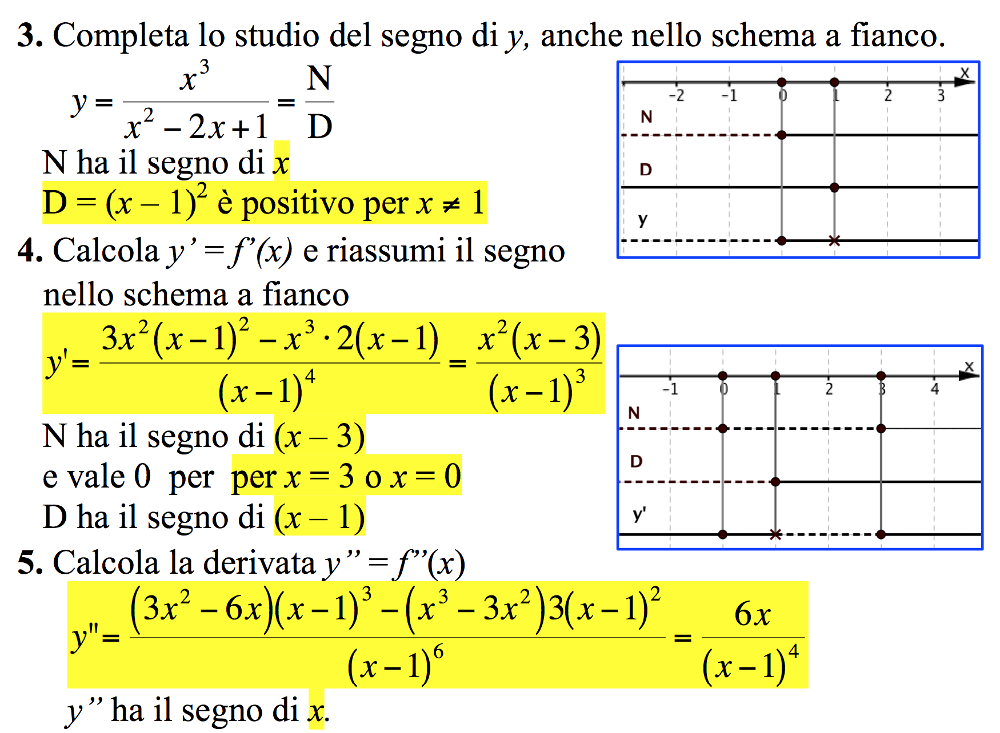 3. Completa lo studio del segno di y, anche nello schema a fianco.
y = x³ / (x² – 2x + 1) = N / D
x
-2 -1 0 1 2 3
N
D
y
N ha il segno di x
D = (x – 1)² è positivo per x ≠ 1
4. Calcola y’ = f’(x) e riassumi il segno
nello schema a fianco
y' = (3x²(x – 1)² – x³ · 2(x – 1)) / (x – 1)⁴ = x²(x – 3) / (x – 1)³
x
-1 0 1 2 3 4
N
D
y'
N ha il segno di (x – 3)
e vale 0 per per x = 3 o x = 0
D ha il segno di (x – 1)
5. Calcola la derivata y’’ = f’’(x)
y" = ((3x² – 6x)(x – 1)³ – (x³ – 3x²)3(x – 1)²) / (x – 1)⁶ = 6x / (x – 1)⁴
y’’ ha il segno di x.